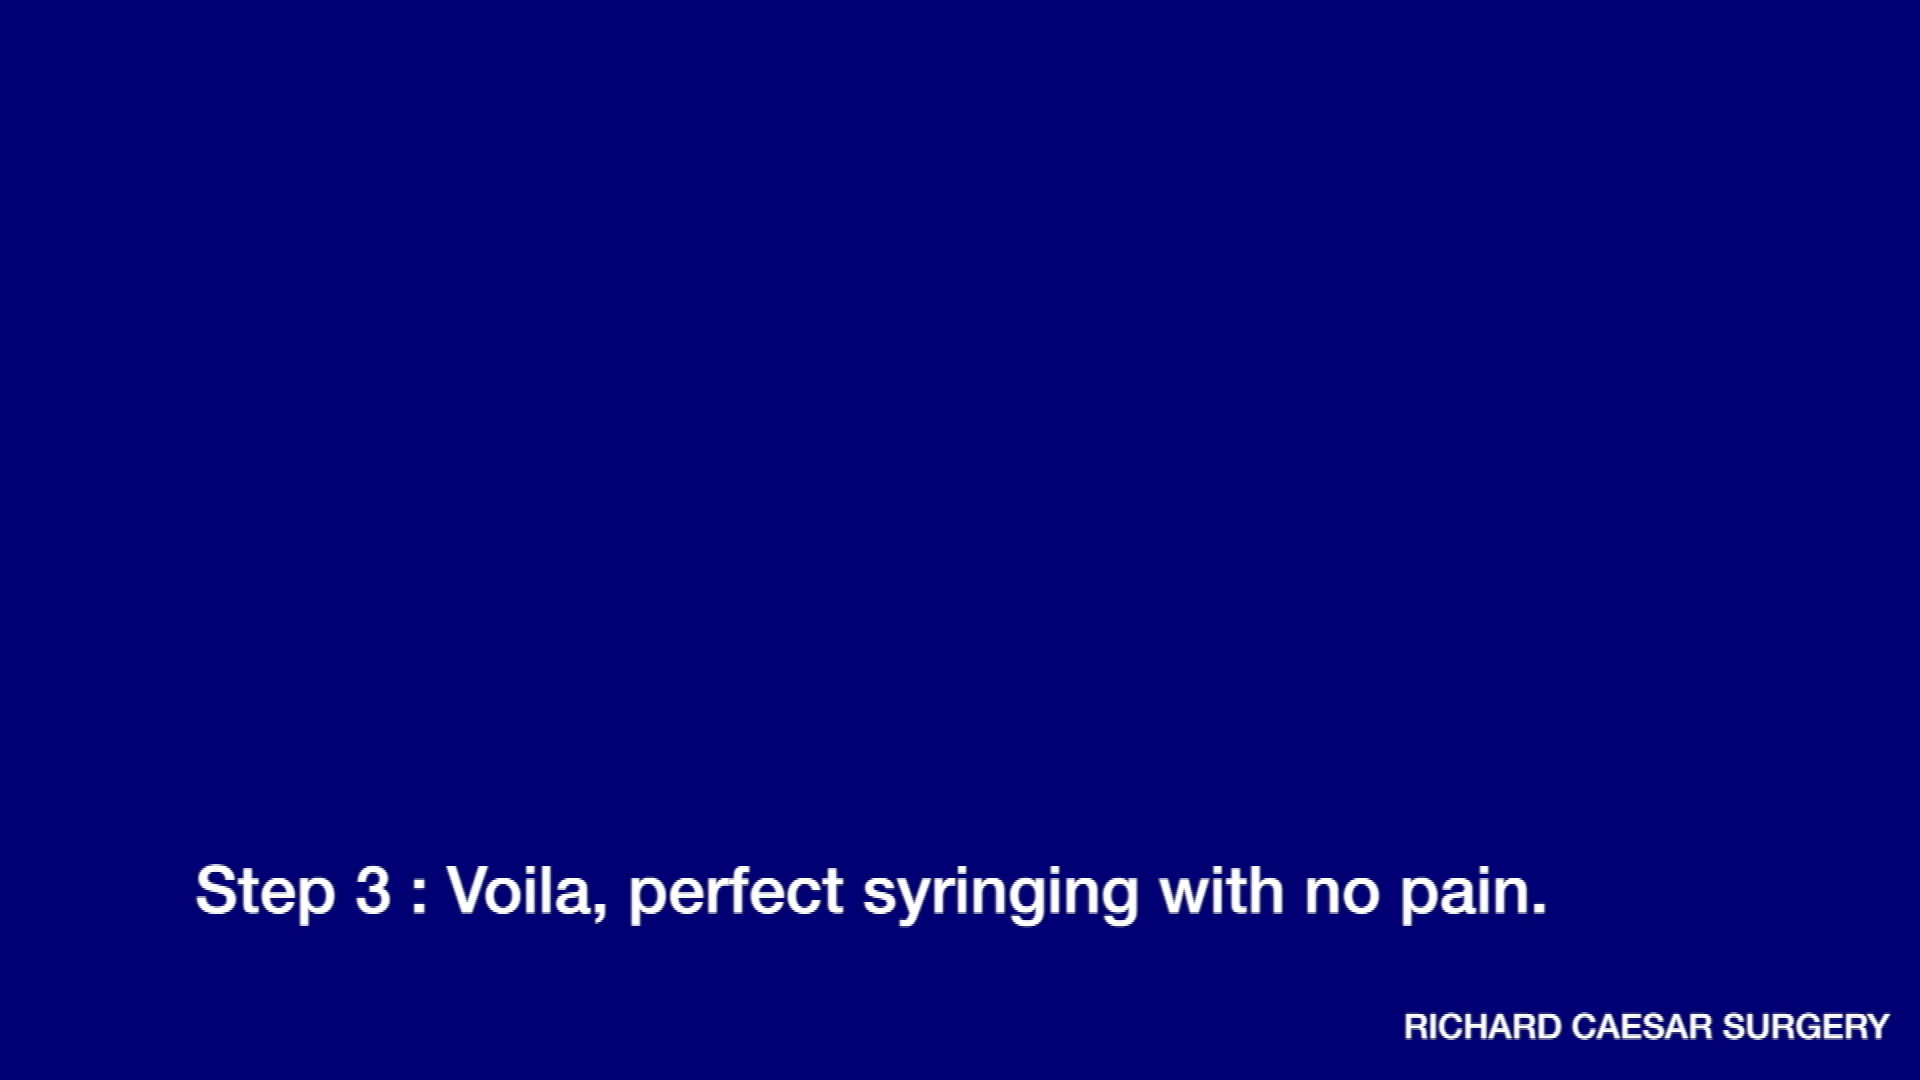 Step 3 : Voila, perfect syringing with no pain.
RICHARD CAESAR SURGERY